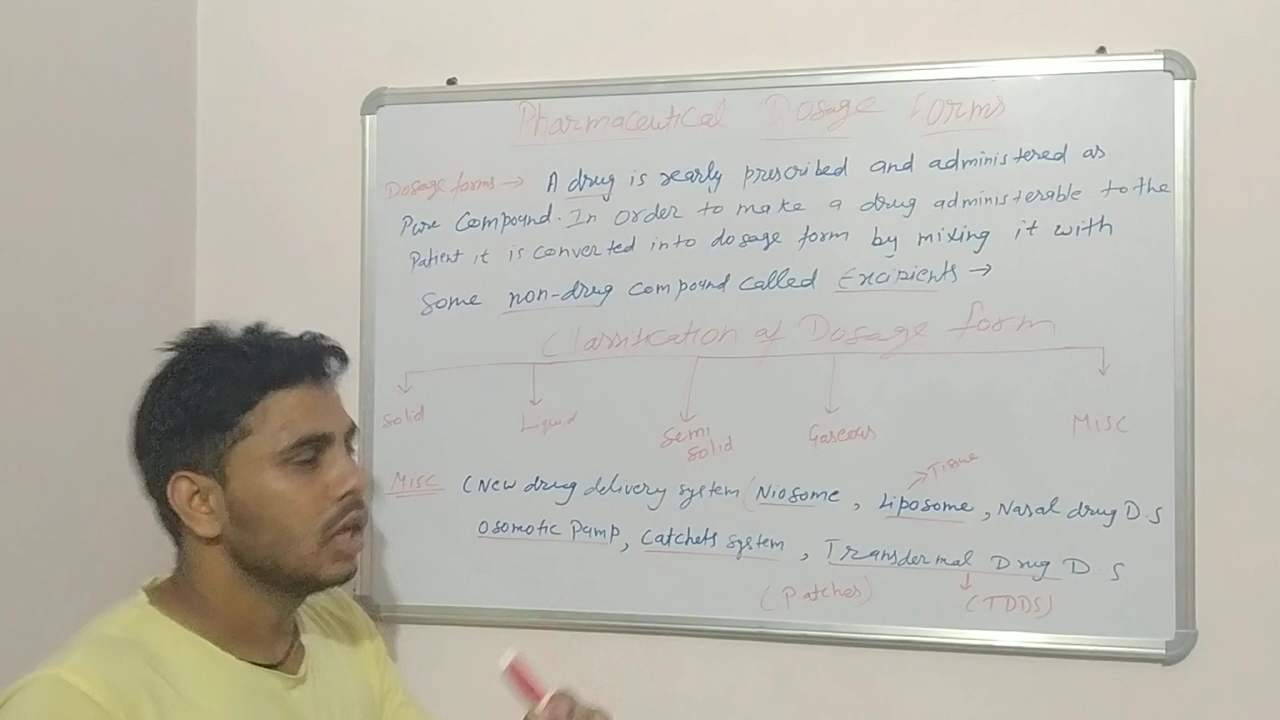 Pharmaceutical Dosage Forms
Dosage forms → A drug is rearly prescribed and administered as
Pure Compound. In order to make a drug administerable to the
Patient it is converted into dosage form by mixing it with
Some non-drug compound called Excipients →
Classification of Dosage form
Solid Liquid Semi Solid Gaseous Misc
→ Tissue
Misc (New drug delivery system (Niosome, Liposome, Nasal drug D.S
Osomotic Pamp, Catchets system, Transdermal Drug D.S
(Patches) (TDDS)